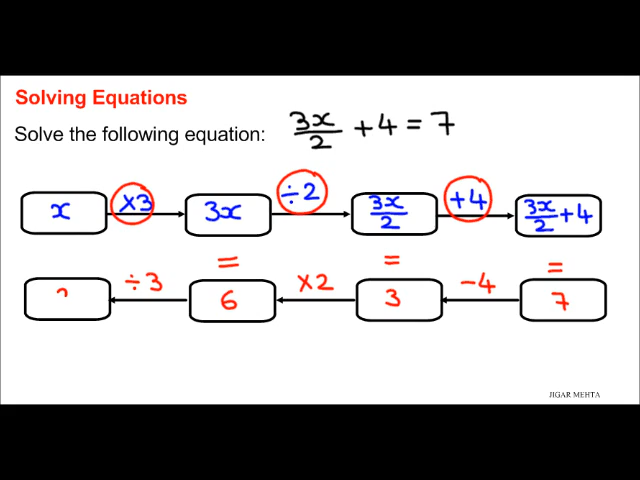 Solving Equations
Solve the following equation: 3x/2 + 4 = 7
x ×3 3x ÷2 3x/2 +4 3x/2 + 4
= = =
÷3 6 ×2 3 −4 7
JIGAR MEHTA